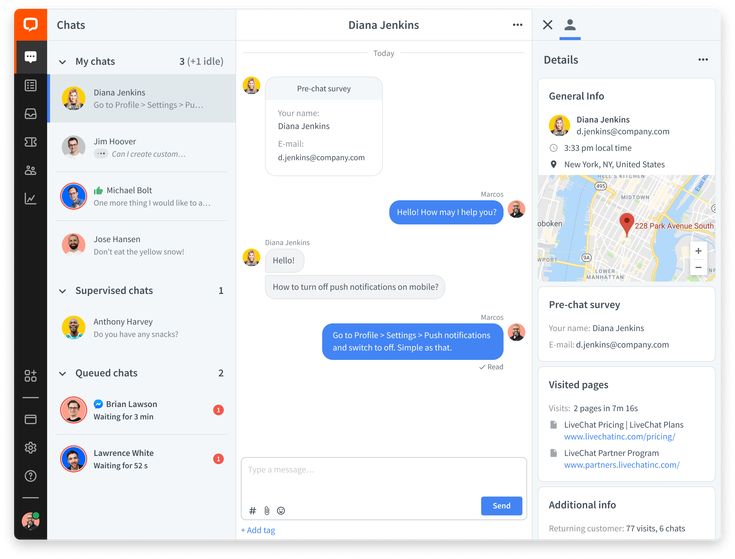 Chats
My chats
3 (+1 idle)
Diana Jenkins
Go to Profile > Settings > Pu…
Jim Hoover
Can I create custom…
Michael Bolt
One more thing I would like to a…
Jose Hansen
Don't eat the yellow snow!
Supervised chats
1
Anthony Harvey
Do you have any snacks?
Queued chats
2
Brian Lawson
Waiting for 3 min
1
Lawrence White
Waiting for 52 s
1
Diana Jenkins
Today
Pre-chat survey
Your name:
Diana Jenkins
E-mail:
d.jenkins@company.com
Marcos
Hello! How may I help you?
Diana Jenkins
Hello!
How to turn off push notifications on mobile?
Marcos
Go to Profile > Settings > Push notifications
and switch to off. Simple as that.
Read
Type a message…
#
Send
+ Add tag
Details
General Info
Diana Jenkins
d.jenkins@company.com
3:33 pm local time
New York, NY, United States
HELL'S KITCHEN
495
MIDTOWN
oboken
228 Park Avenue South
WPORT
9A
495
LOWER
MANHATTAN
+
−
Pre-chat survey
Your name: Diana Jenkins
E-mail: d.jenkins@company.com
Visited pages
Visits: 2 pages in 7m 16s
LiveChat Pricing | LiveChat Plans
www.livechatinc.com/pricing/
LiveChat Partner Program
www.partners.livechatinc.com/
Additional info
Returning customer: 77 visits, 6 chats